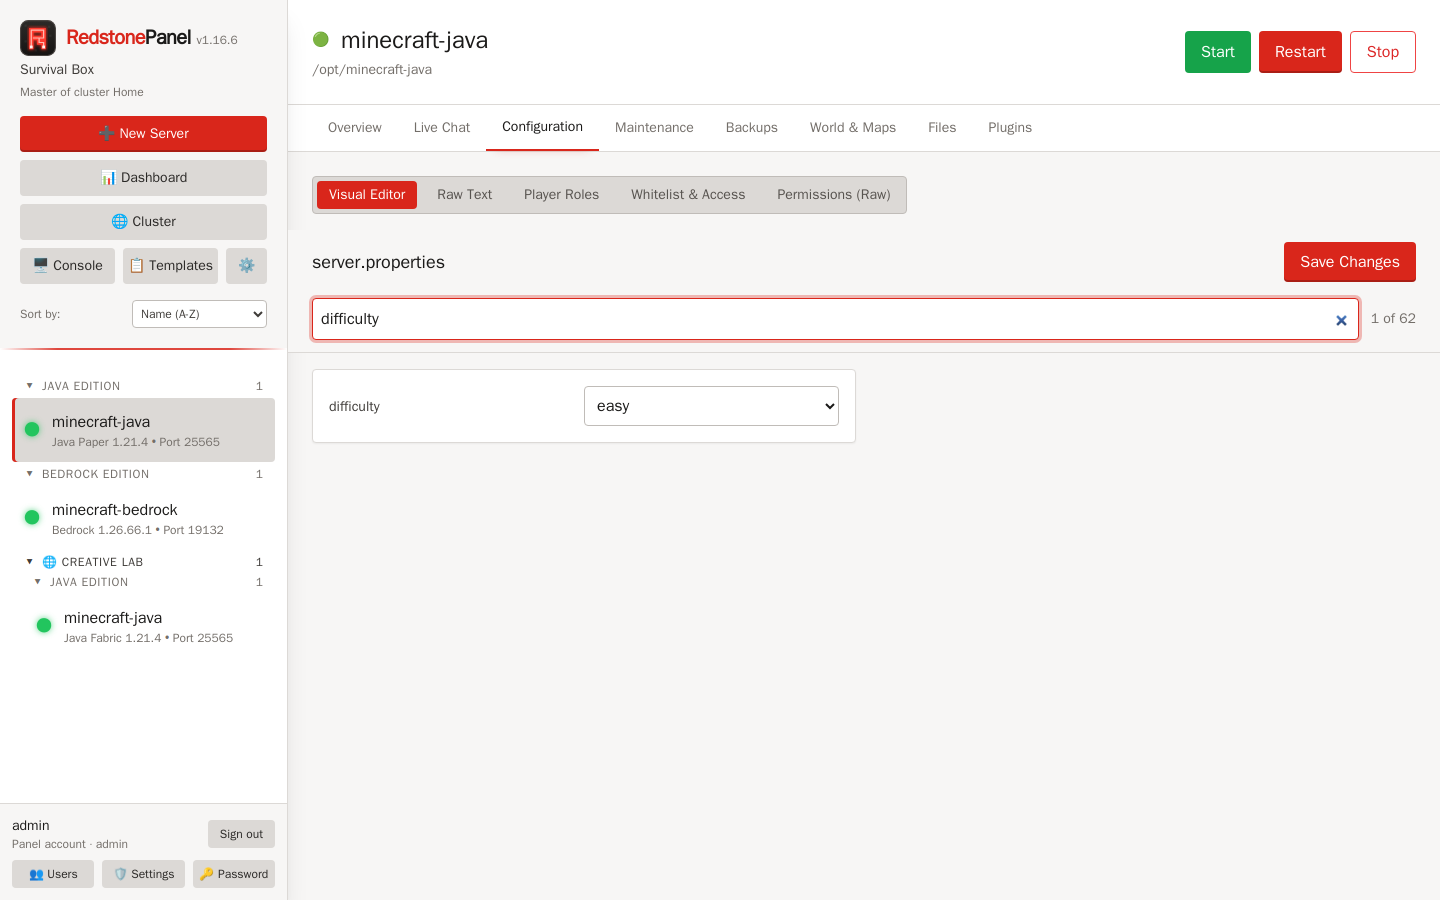 RedstonePanel v1.16.6
Survival Box
Master of cluster Home
➕ New Server
📊 Dashboard
🌐 Cluster
🖥️ Console
📋 Templates
⚙️
Sort by:
Name (A-Z)
▼ JAVA EDITION 1
minecraft-java
Java Paper 1.21.4 • Port 25565
▼ BEDROCK EDITION 1
minecraft-bedrock
Bedrock 1.26.66.1 • Port 19132
▼ 🌐 CREATIVE LAB 1
▼ JAVA EDITION 1
minecraft-java
Java Fabric 1.21.4 • Port 25565
admin
Panel account · admin
Sign out
👥 Users
🛡️ Settings
🔑 Password
🟢 minecraft-java
/opt/minecraft-java
Start
Restart
Stop
Overview
Live Chat
Configuration
Maintenance
Backups
World & Maps
Files
Plugins
Visual Editor
Raw Text
Player Roles
Whitelist & Access
Permissions (Raw)
server.properties
Save Changes
difficulty
1 of 62
difficulty
easy